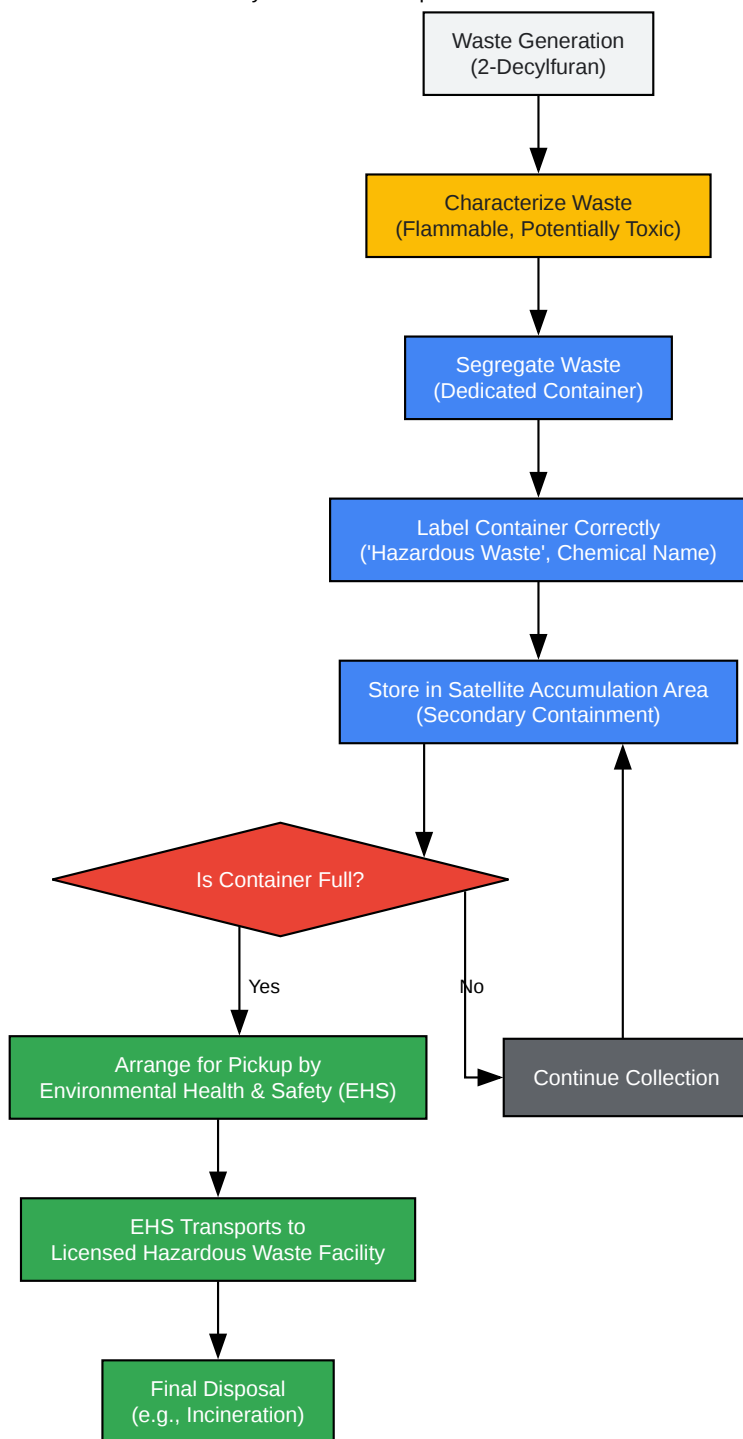 Waste Generation
(2-Decylfuran)
Characterize Waste
(Flammable, Potentially Toxic)
Segregate Waste
(Dedicated Container)
Label Container Correctly
('Hazardous Waste', Chemical Name)
Store in Satellite Accumulation Area
(Secondary Containment)
Is Container Full?
Yes
No
Arrange for Pickup by
Environmental Health & Safety (EHS)
Continue Collection
EHS Transports to
Licensed Hazardous Waste Facility
Final Disposal
(e.g., Incineration)